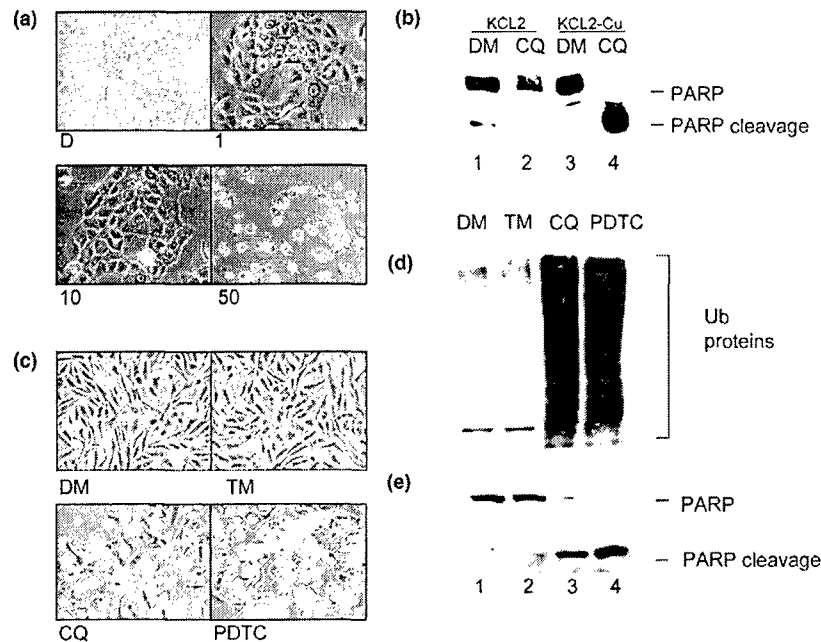 (a)
D
1
10
50
(b)
KCL2 KCL2-Cu
DM CQ DM CQ
PARP
PARP cleavage
1 2 3 4
(c)
DM
TM
CQ
PDTC
(d)
DM TM CQ PDTC
Ub
proteins
(e)
PARP
PARP cleavage
1 2 3 4